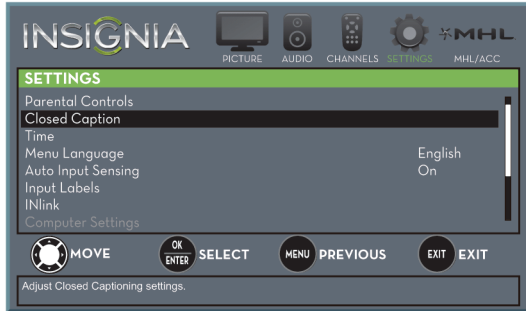 INSIGNIA
PICTURE AUDIO CHANNELS SETTINGS MHL/ACC
MHL
SETTINGS
Parental Controls
Closed Caption
Time
Menu Language English
Auto Input Sensing On
Input Labels
INlink
Computer Settings
MOVE OK ENTER SELECT MENU PREVIOUS EXIT EXIT
Adjust Closed Captioning settings.